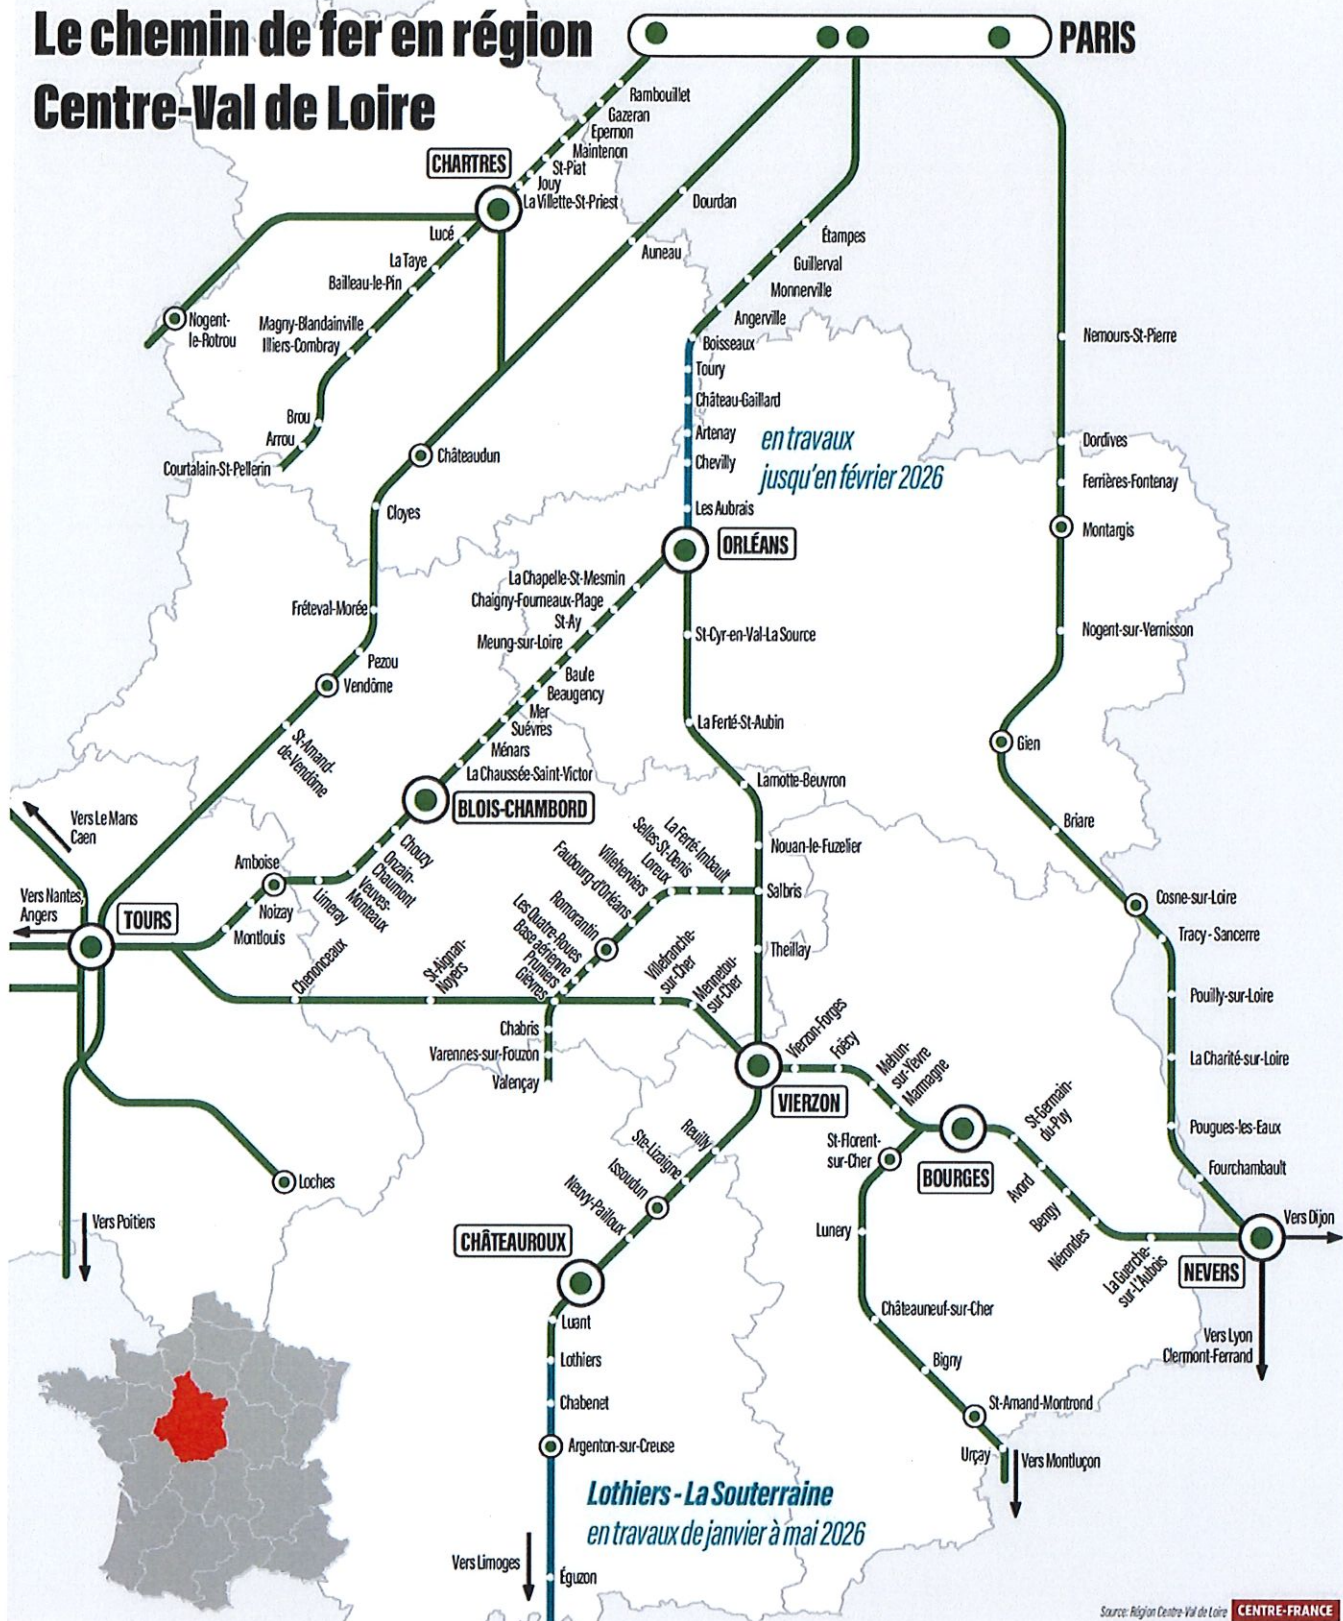 Le chemin de fer en région
Centre-Val de Loire
PARIS
Rambouillet
Gazeran
Epernon
Maintenon
St-Piat
Jouy
La Villette-St-Priest
CHARTRES
Lucé
La Taye
Bailleau-le-Pin
Magny-Blandainville
Illiers-Combray
Brou
Arrou
Courtalain-St-Pellerin
Nogent-
le-Rotrou
Dourdan
Auneau
Châteaudun
Cloyes
Fréteval-Morée
Pezou
Vendôme
St-Amand-
de-Vendôme
Étampes
Guillerval
Monnerville
Angerville
Boisseaux
Toury
Château-Gaillard
Artenay
Chevilly
Les Aubrais
en travaux
jusqu'en février 2026
ORLÉANS
Nemours-St-Pierre
Dordives
Ferrières-Fontenay
Montargis
Nogent-sur-Vernisson
Gien
Briare
Cosne-sur-Loire
Tracy - Sancerre
Pouilly-sur-Loire
La Charité-sur-Loire
Pougues-les-Eaux
Fourchambault
La Chapelle-St-Mesmin
Chaigny-Fourneaux-Plage
St-Ay
Meung-sur-Loire
Baule
Beaugency
Mer
Suèvres
Ménars
La Chaussée-Saint-Victor
BLOIS-CHAMBORD
Chouzy
Onzain-
Chaumont
Veuves-
Monteaux
Limeray
Amboise
Noizay
Montlouis
St-Cyr-en-Val-La Source
La Ferté-St-Aubin
Lamotte-Beuvron
Nouan-le-Fuzelier
Salbris
Theillay
La Ferté-Imbault
Selles-St-Denis
Loreux
Villeherviers
Faubourg-d'Orléans
Romorantin
Les Quatre-Roues
Base aérienne
Pruniers
Gièvres
Vers Le Mans
Caen
Vers Nantes,
Angers
TOURS
Chenonceaux
St-Aignan-
Noyers
Villefranche-
sur-Cher
Mennetou-
sur-Cher
Chabris
Varennes-sur-Fouzon
Valençay
Loches
Vers Poitiers
VIERZON
Vierzon-Forges
Foëcy
Mehun-
sur-Yèvre
Marmagne
BOURGES
St-Germain-
du-Puy
Avord
Bengy
Nérondes
La Guerche-
sur-L'Aubois
NEVERS
Vers Dijon
Vers Lyon
Clermont-Ferrand
Reuilly
Ste-Lizaigne
Issoudun
Neuvy-Pailloux
CHÂTEAUROUX
Luant
Lothiers
Chabenet
Argenton-sur-Creuse
Lothiers - La Souterraine
en travaux de janvier à mai 2026
Vers Limoges
Éguzon
St-Florent-
sur-Cher
Lunery
Châteauneuf-sur-Cher
Bigny
St-Amand-Montrond
Urçay
Vers Montluçon
Source: Région Centre-Val de Loire
CENTRE-FRANCE